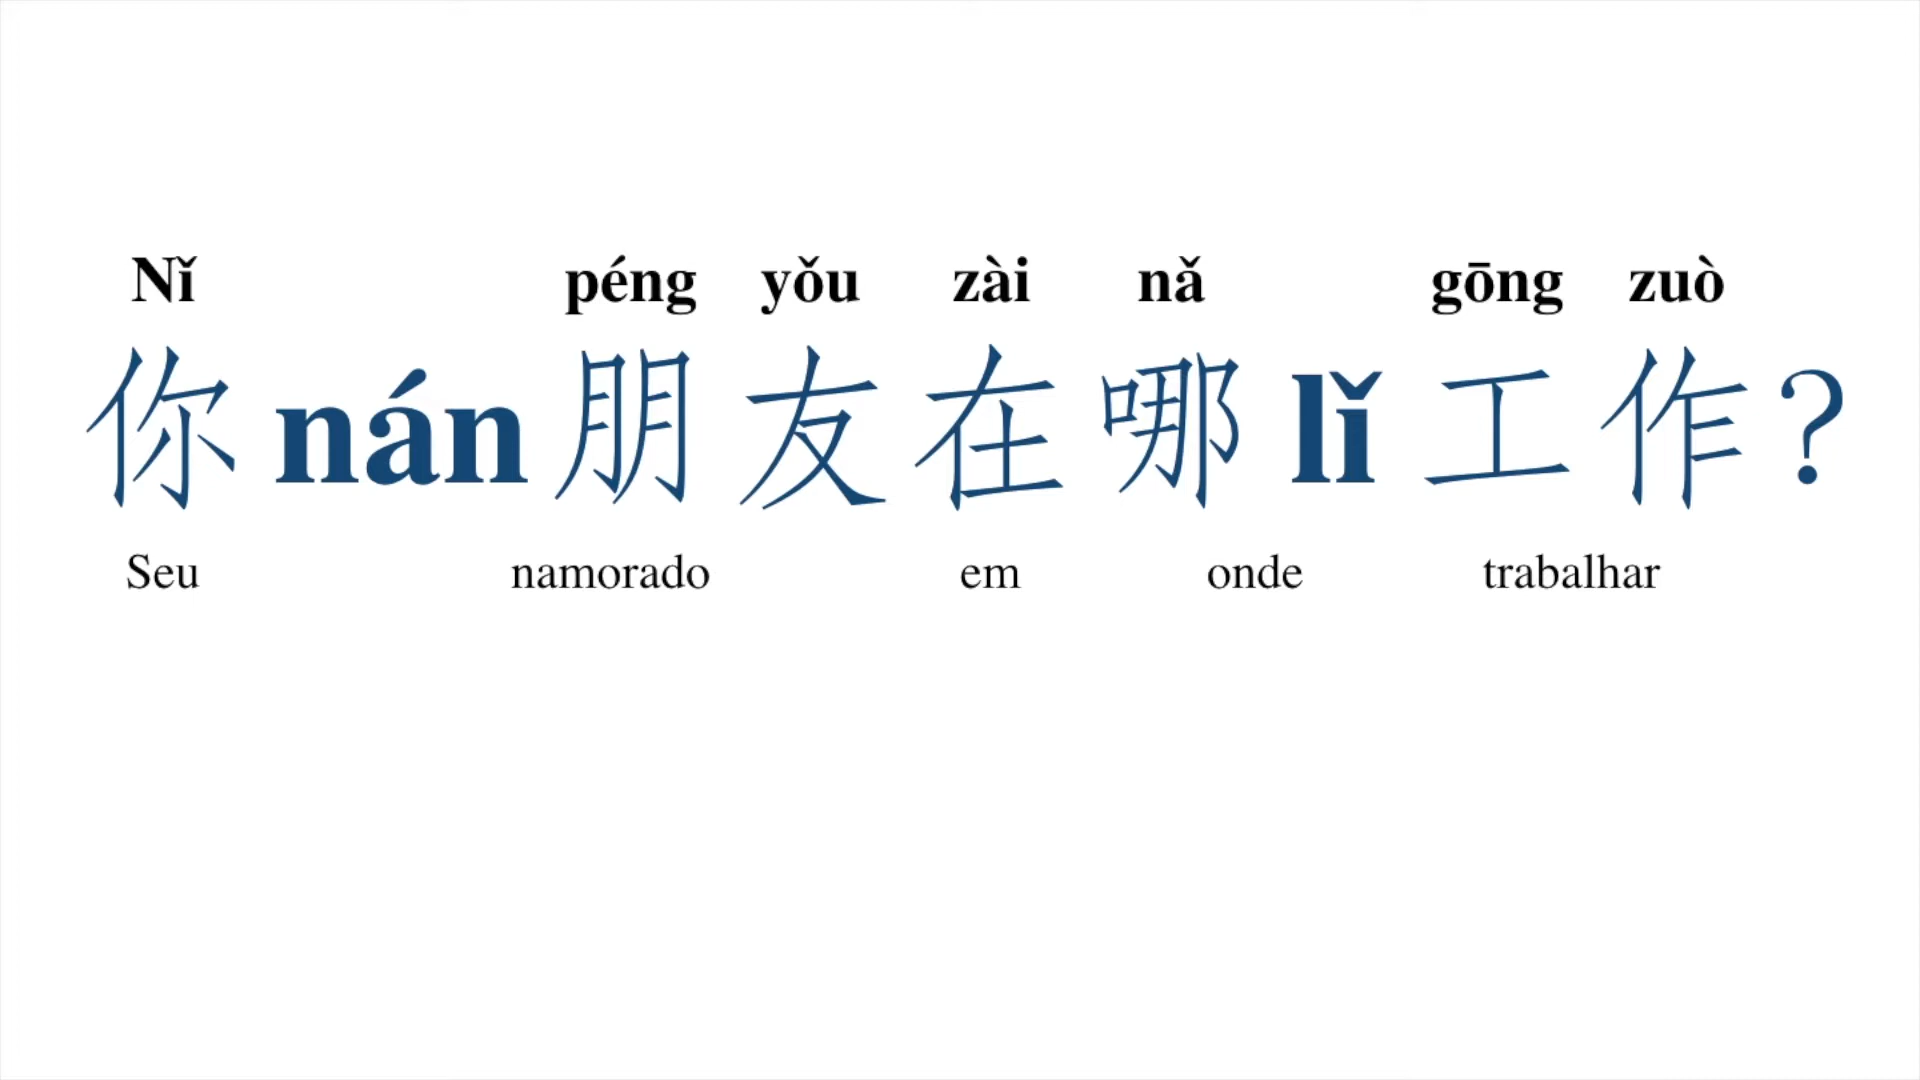 Nǐ péng yǒu zài nǎ gōng zuò
你 nán 朋友在哪 lǐ 工作？
Seu namorado em onde trabalhar